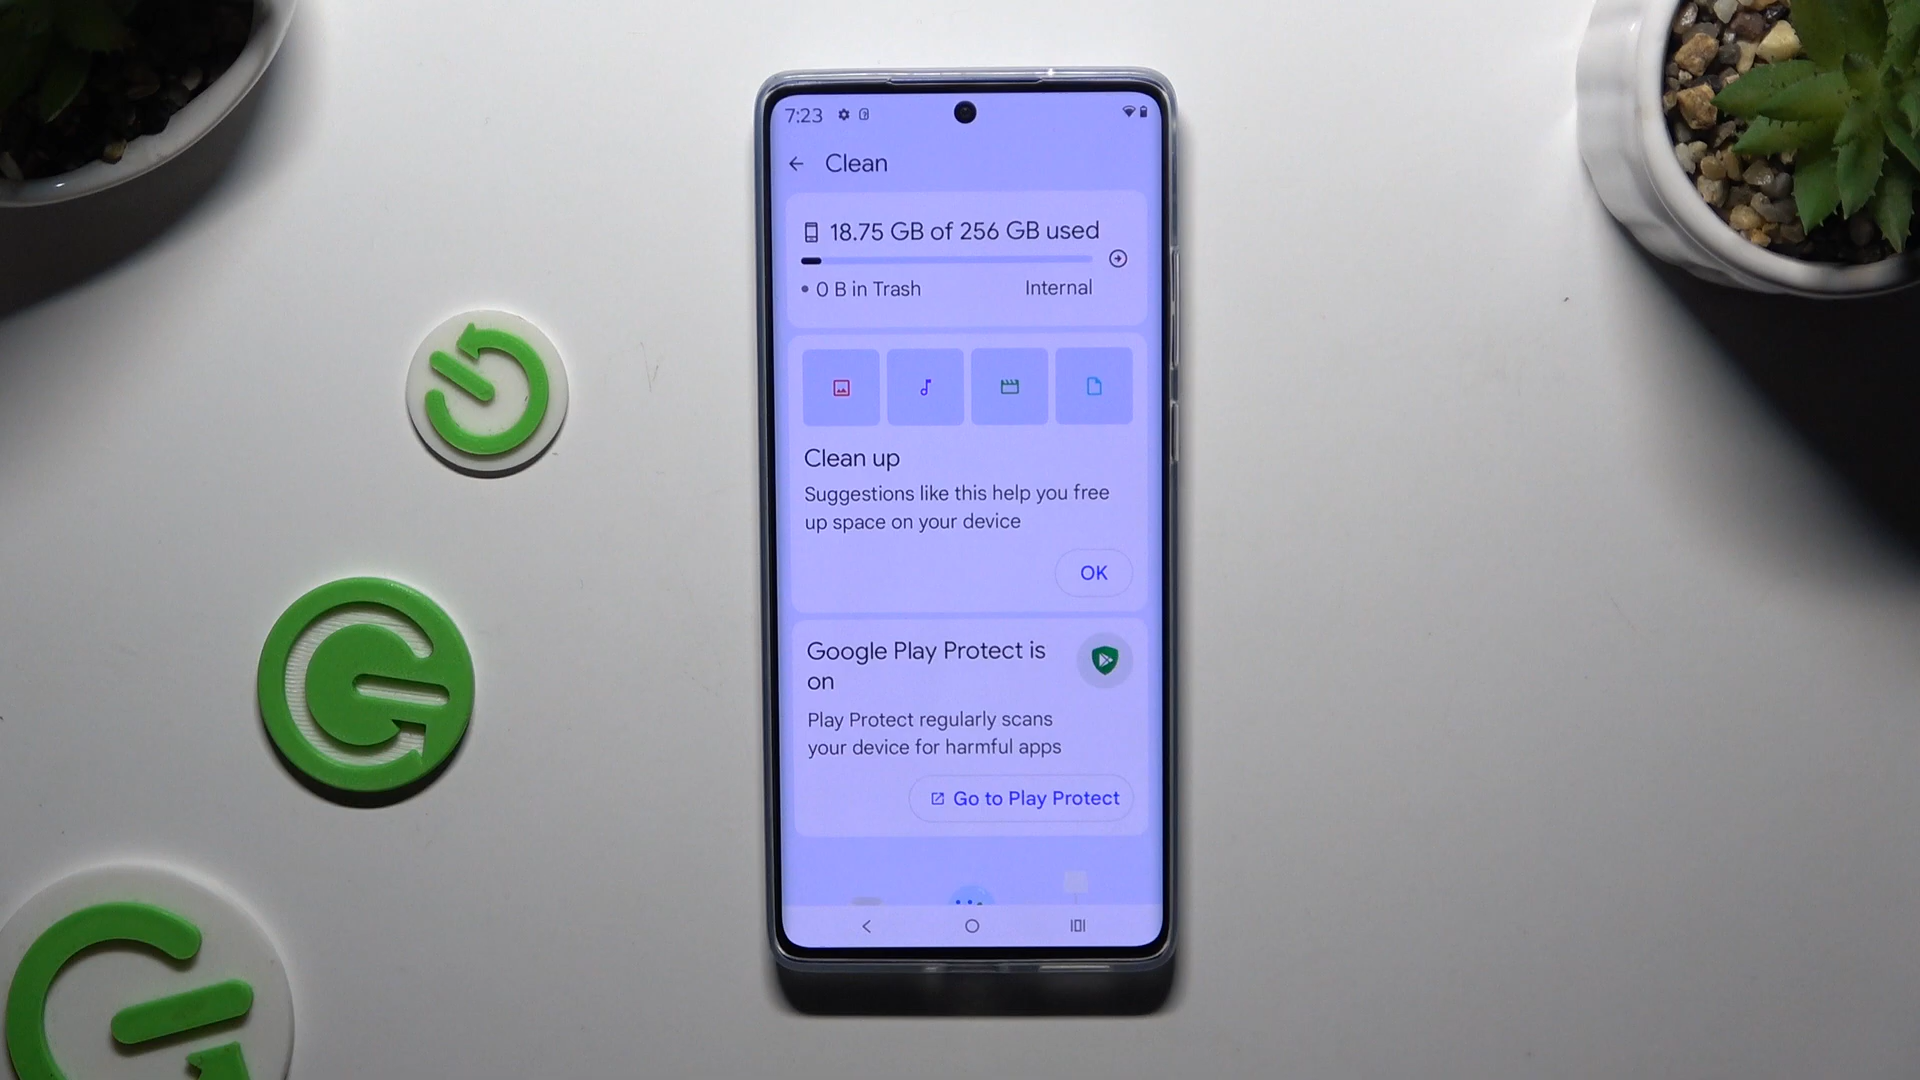 7:23
Clean
18.75 GB of 256 GB used
0 B in Trash
Internal
Clean up
Suggestions like this help you free
up space on your device
OK
Google Play Protect is
on
Play Protect regularly scans
your device for harmful apps
Go to Play Protect